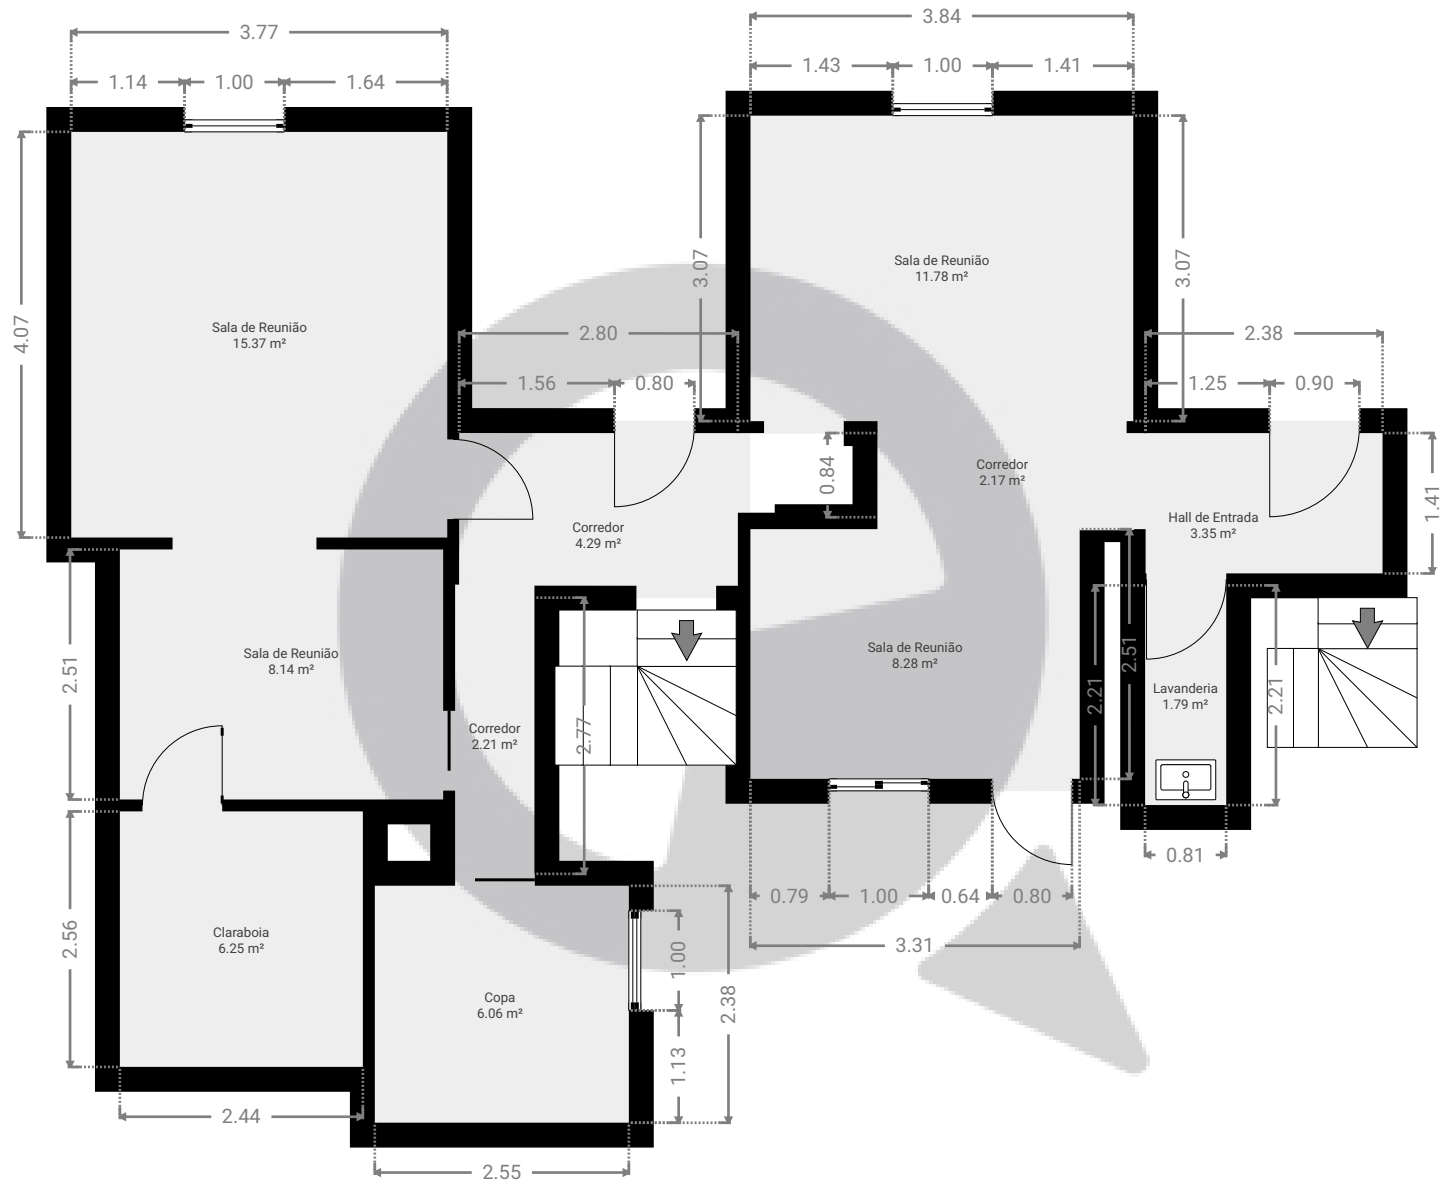 3.84
3.77
1.43
1.00
1.41
1.14
1.00
1.64
3.07
3.07
Sala de Reunião
11.78 m²
4.07
Sala de Reunião
15.37 m²
2.80
2.38
1.56
0.80
1.25
0.90
0.84
Corredor
2.17 m²
1.41
Corredor
4.29 m²
Hall de Entrada
3.35 m²
2.51
Sala de Reunião
8.14 m²
Sala de Reunião
8.28 m²
2.51
2.21
2.21
Lavanderia
1.79 m²
Corredor
2.21 m²
2.77
0.81
0.79
1.00
0.64
0.80
3.31
2.56
Claraboia
6.25 m²
1.00
2.38
Copa
6.06 m²
1.13
2.44
2.55